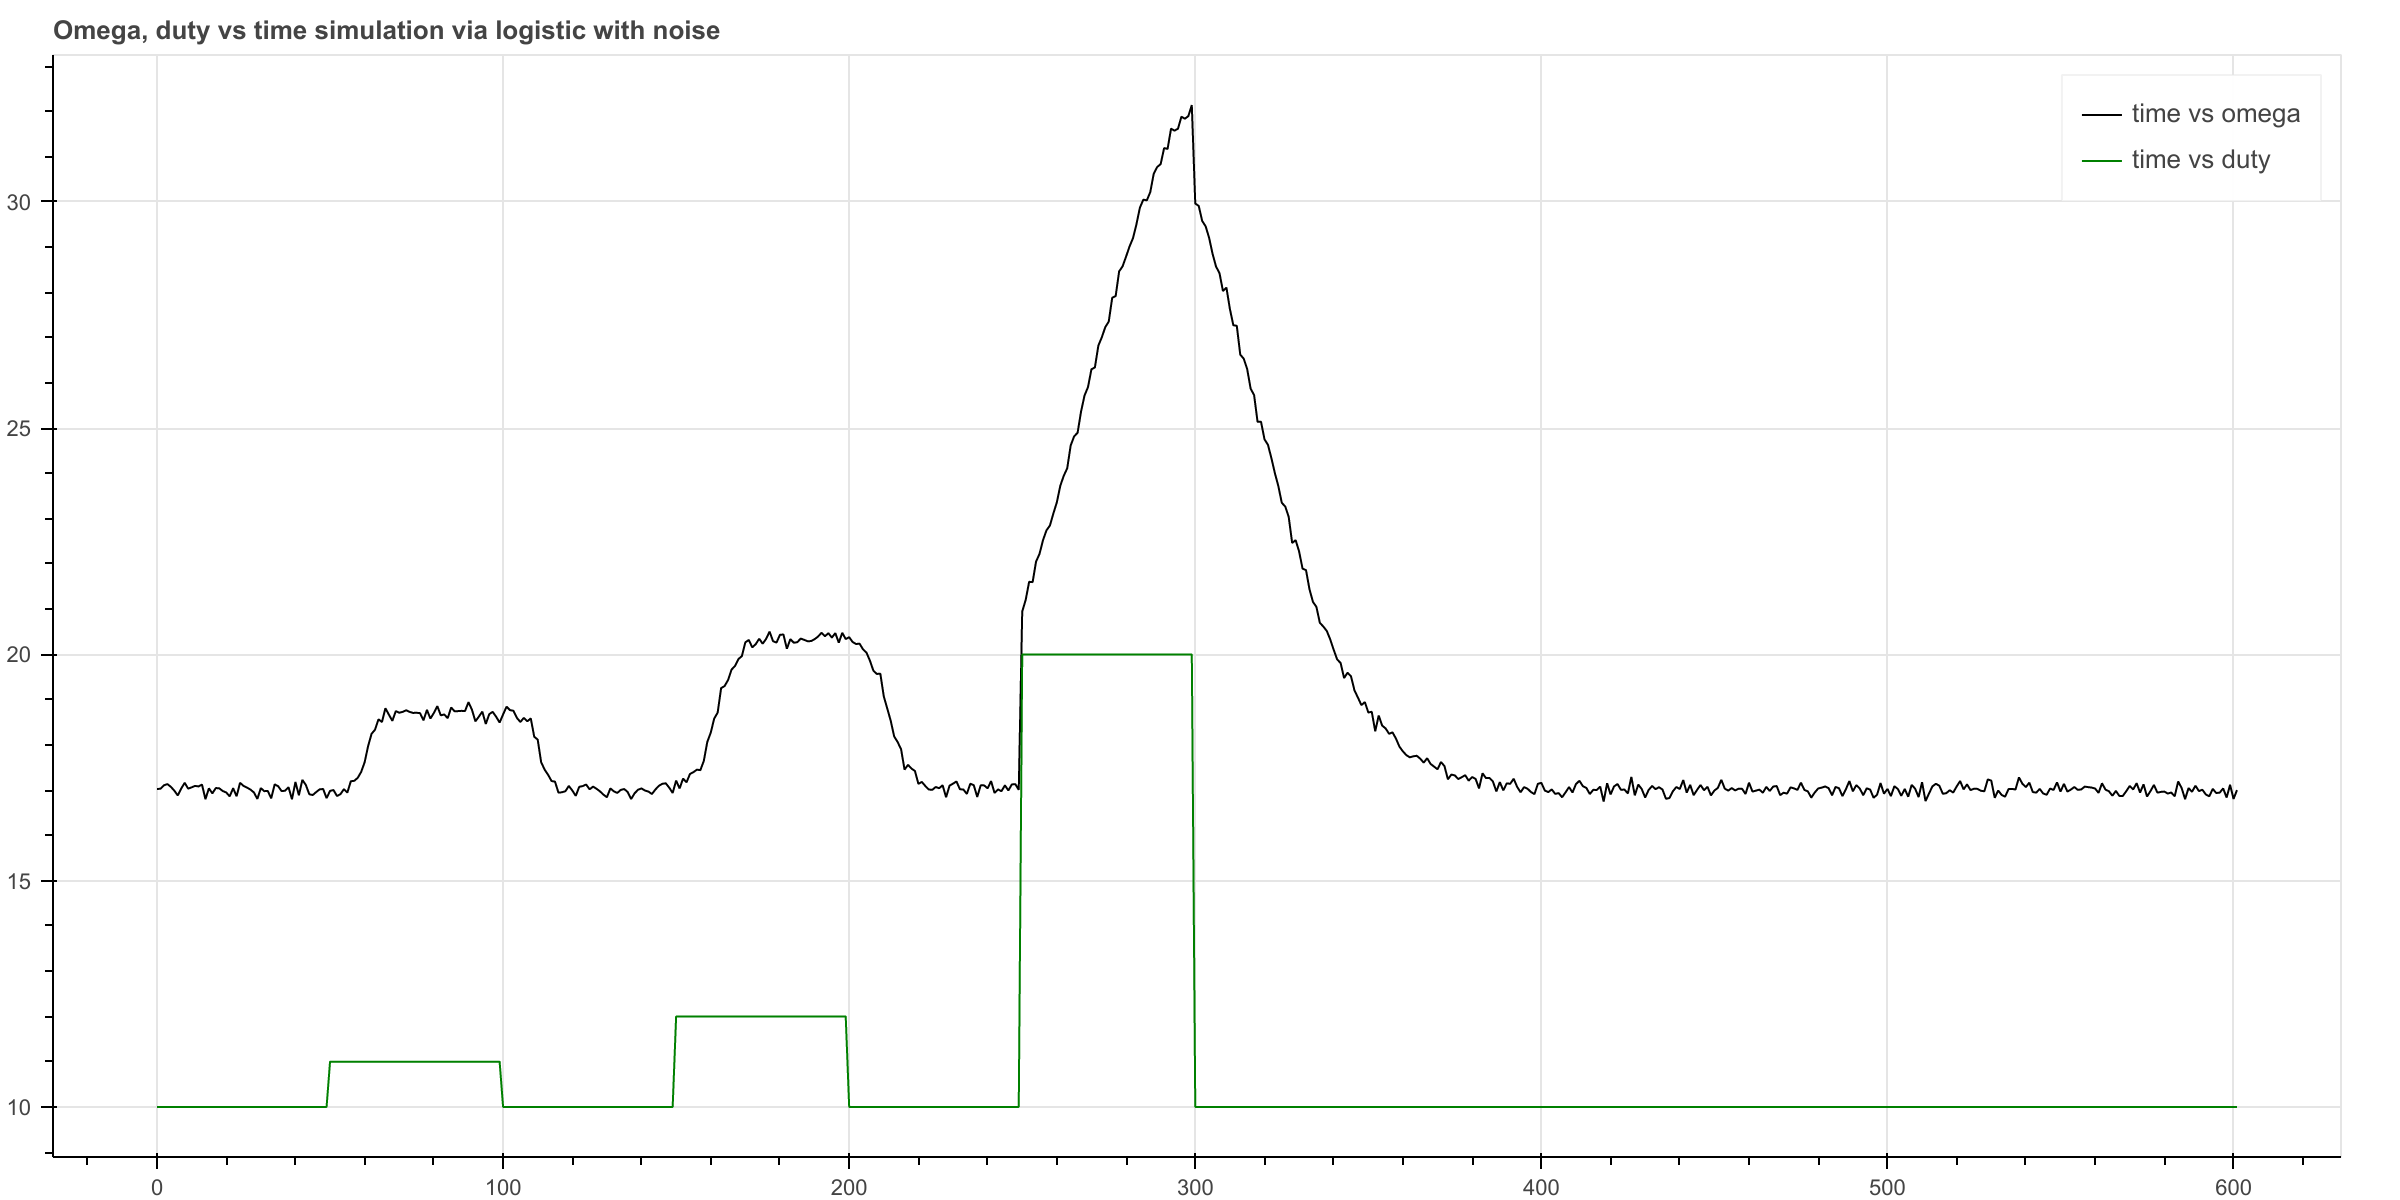 Omega, duty vs time simulation via logistic with noise
time vs omega
time vs duty
30
25
20
15
10
0 100 200 300 400 500 600